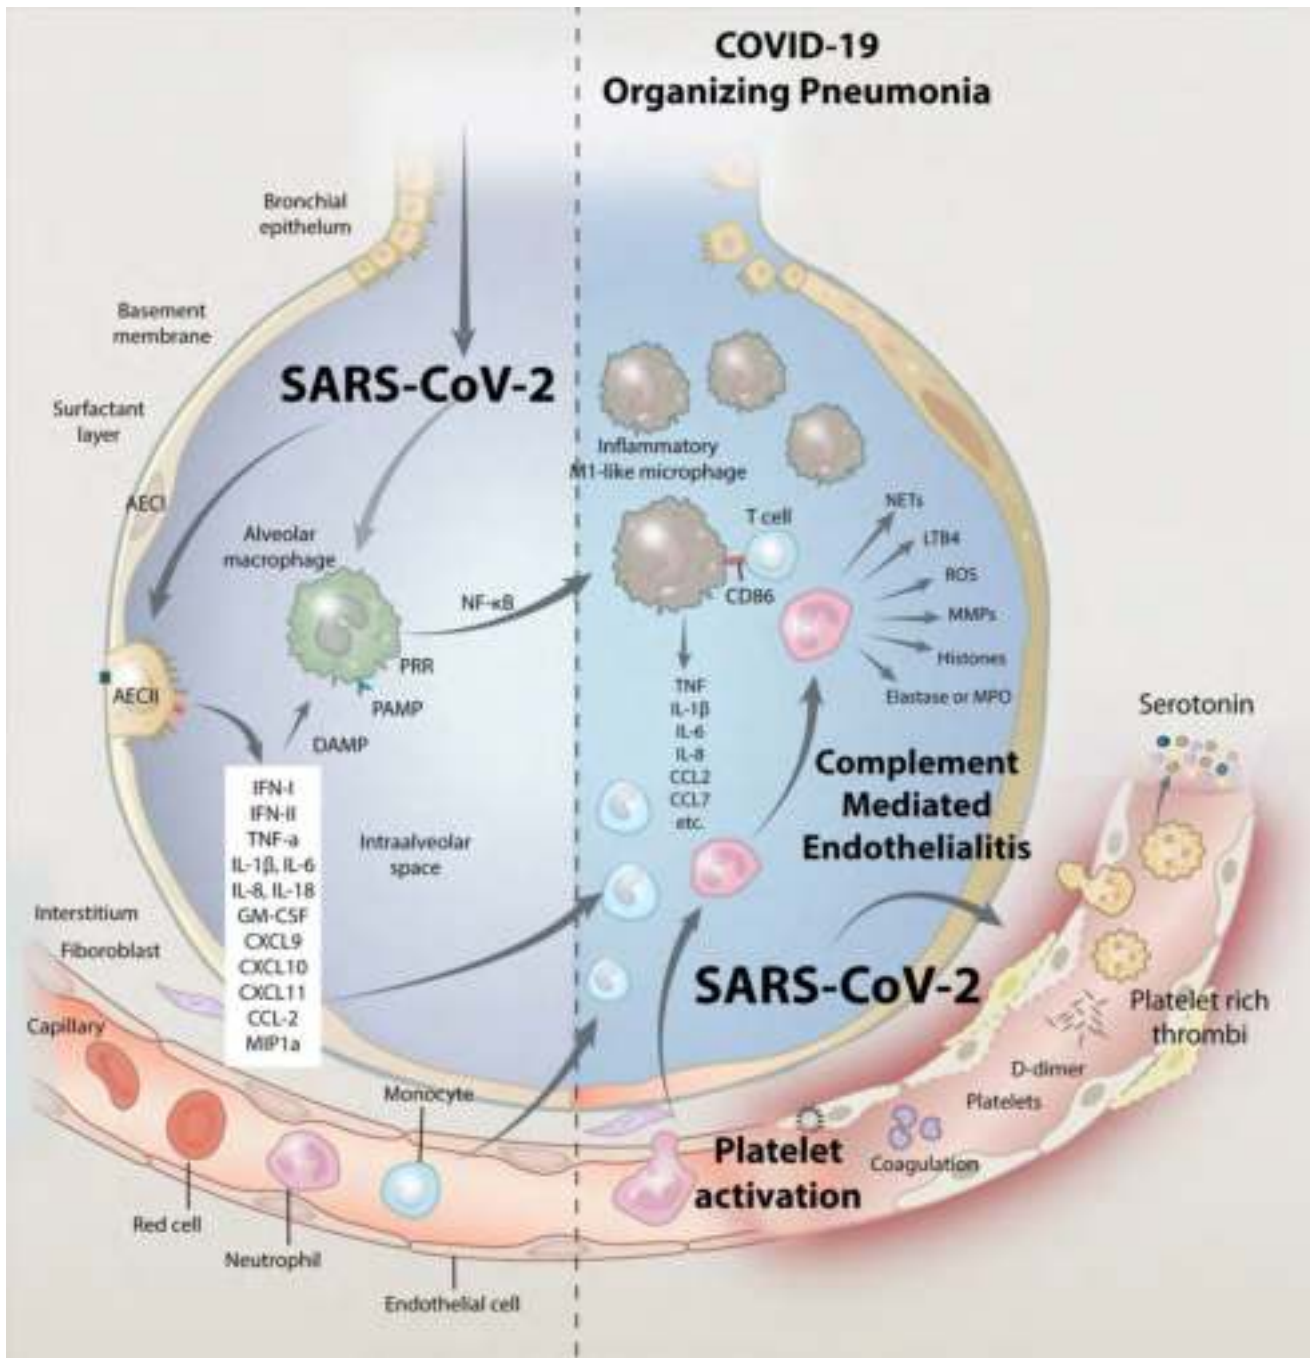 COVID-19
Organizing Pneumonia
Bronchial
epithelum
Basement
membrane
SARS-CoV-2
Surfactant
layer
AECI
Alveolar
macrophage
Inflammatory
M1-like microphage
T cell
CD86
NETs
LTB4
ROS
MMPs
Histones
Elastase or MPO
NF-κB
PRR
PAMP
DAMP
AECII
IFN-I
IFN-II
TNF-a
IL-1β, IL-6
IL-8, IL-18
GM-CSF
CXCL9
CXCL10
CXCL11
CCL-2
MIP1a
Intraalveolar
space
TNF
IL-1β
IL-6
IL-8
CCL2
CCL7
etc.
Complement
Mediated
Endothelialitis
Serotonin
SARS-CoV-2
Interstitium
Fiboroblast
Capillary
Platelet rich
thrombi
D-dimer
Platelets
Coagulation
Platelet
activation
Monocyte
Red cell
Neutrophil
Endothelial cell